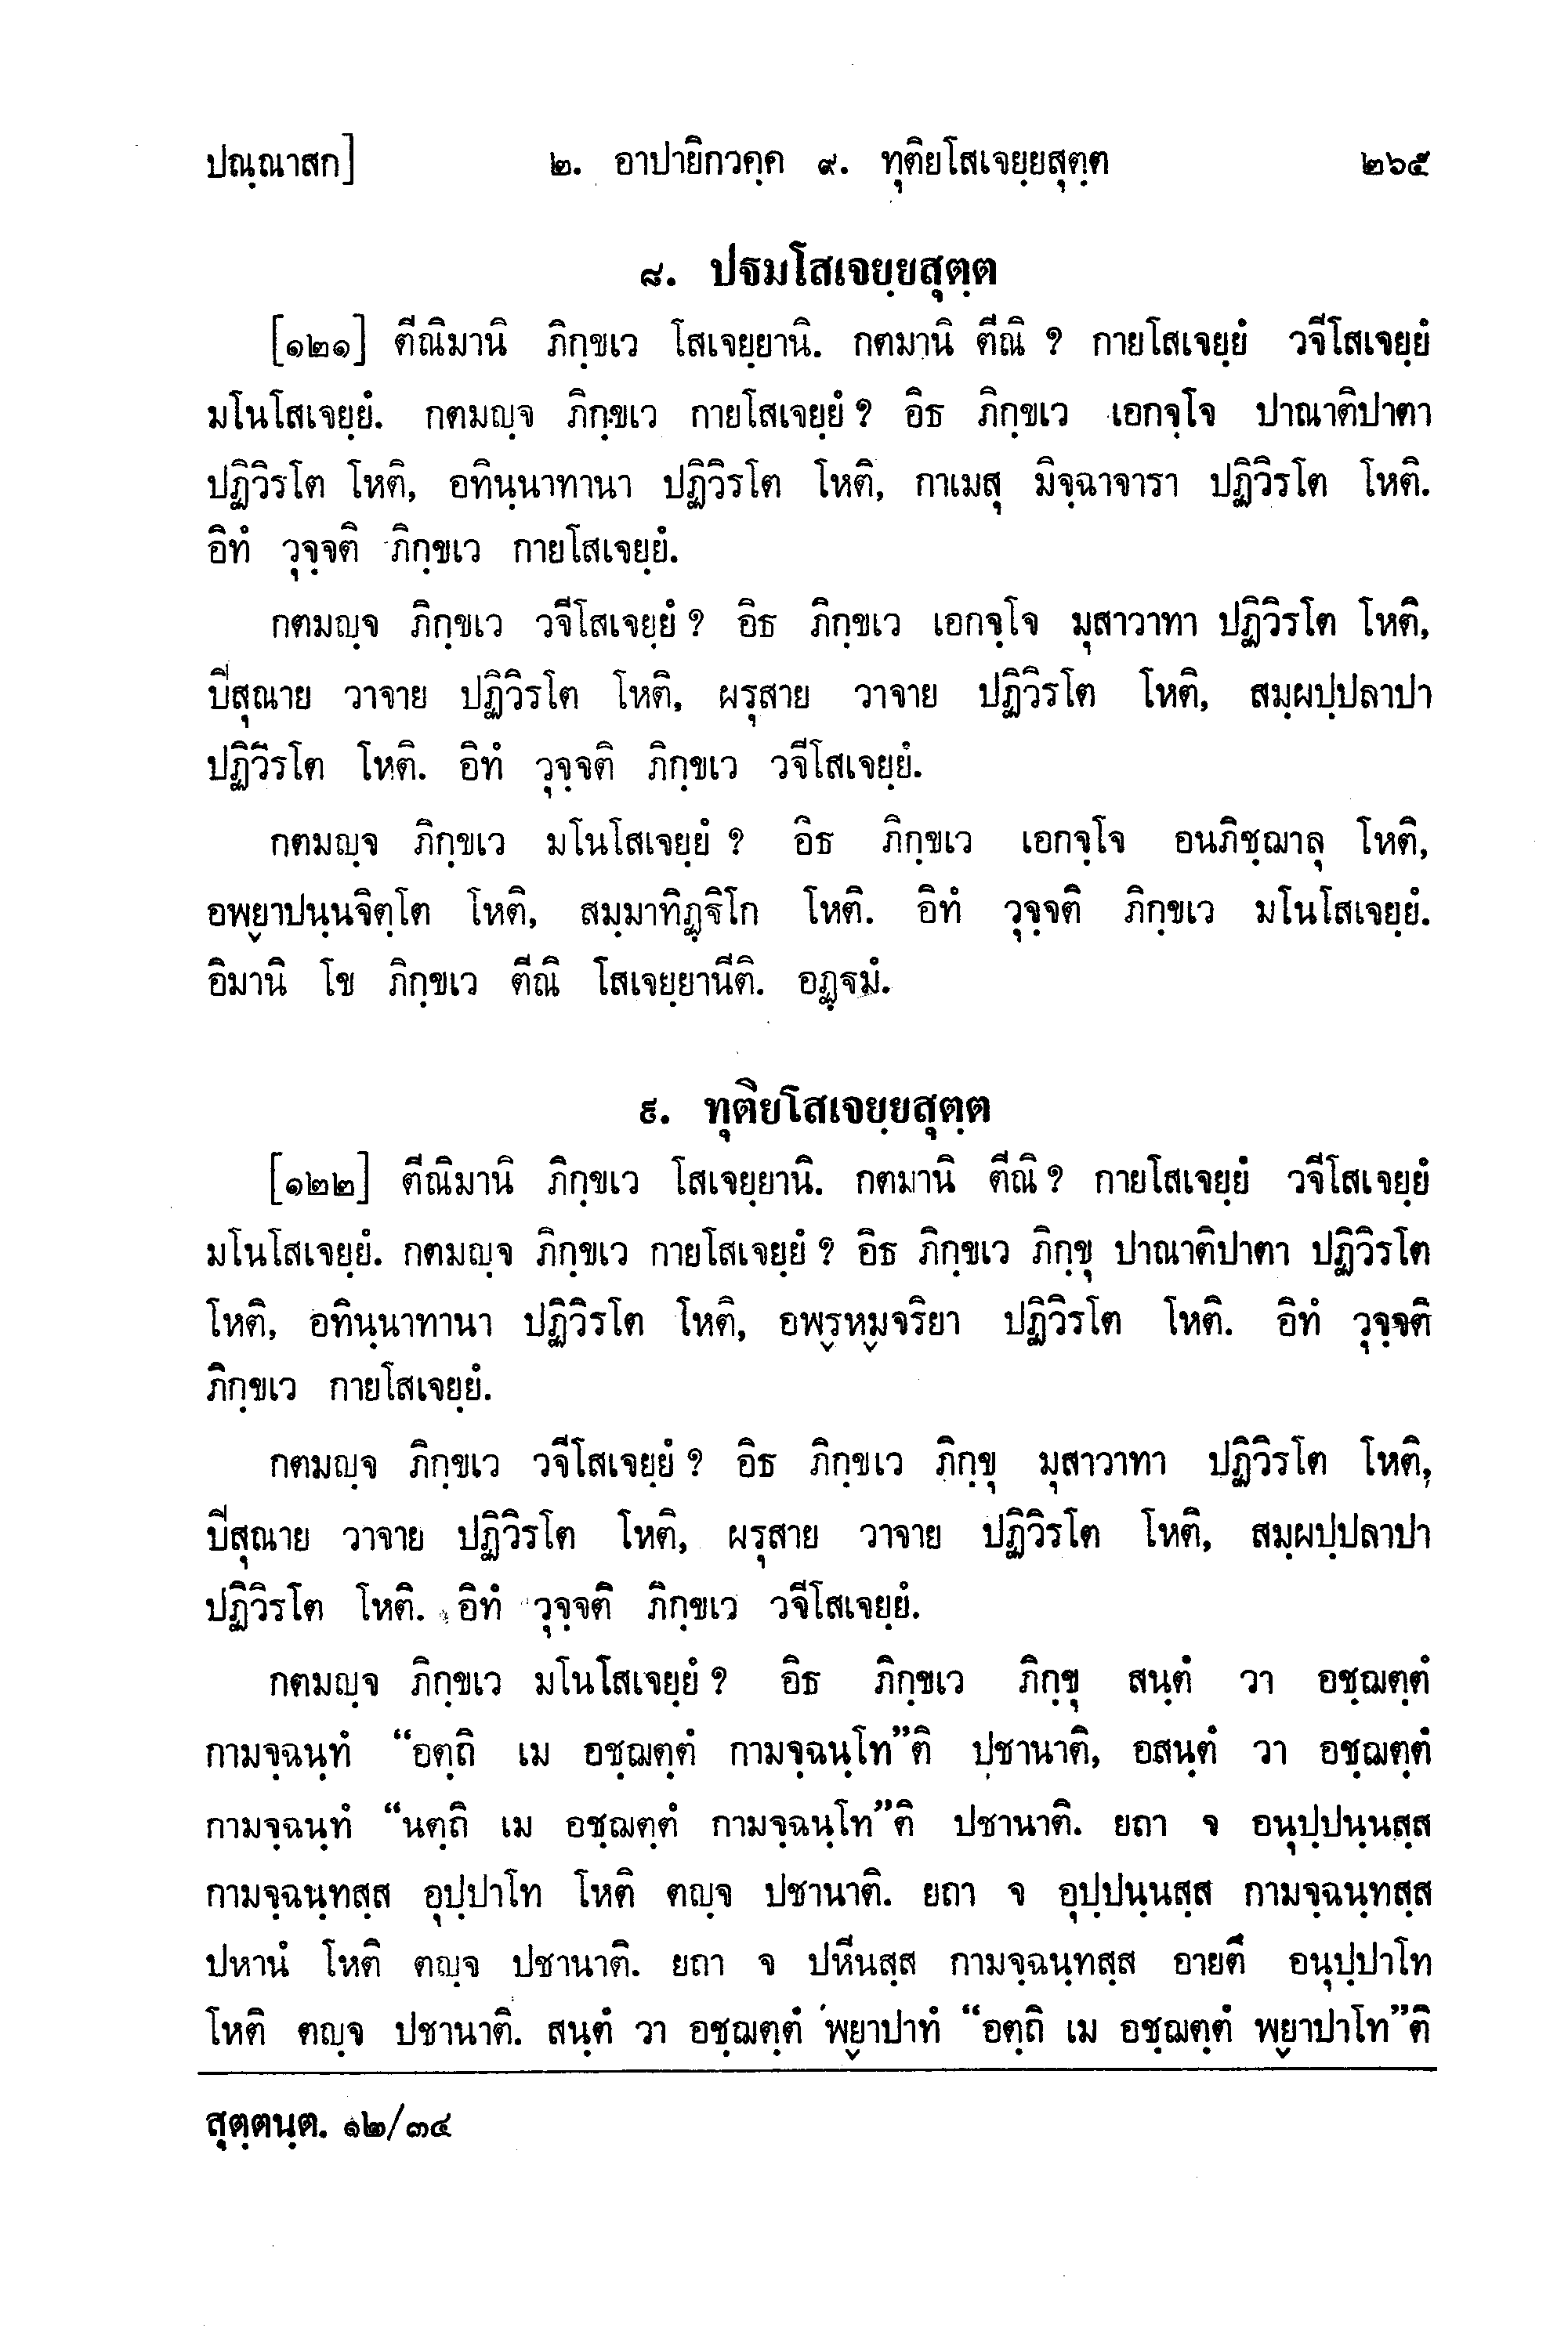 ปณฺณาสก] ๒. อาปายิกวคฺค ๙. ทุติยโสเจยฺยสุตฺต ๒๖๕
๘. ปฐมโสเจยฺยสุตฺต
[๑๒๑] ตีณิมานิ ภิกฺขเว โสเจยฺยานิ. กตมานิ ตีณิ ? กายโสเจยฺยํ วจีโสเจยฺยํ
มโนโสเจยฺยํ. กตมญฺจ ภิกฺขเว กายโสเจยฺยํ ? อิธ ภิกฺขเว เอกจฺโจ ปาณาติปาตา
ปฏิวิรโต โหติ, อทินฺนาทานา ปฏิวิรโต โหติ, กาเมสุ มิจฺฉาจารา ปฏิวิรโต โหติ.
อิทํ วุจฺจติ ภิกฺขเว กายโสเจยฺยํ.
กตมญฺจ ภิกฺขเว วจีโสเจยฺยํ ? อิธ ภิกฺขเว เอกจฺโจ มุสาวาทา ปฏิวิรโต โหติ,
ปิสุณาย วาจาย ปฏิวิรโต โหติ, ผรุสาย วาจาย ปฏิวิรโต โหติ, สมฺผปฺปลาปา
ปฏิวิรโต โหติ. อิทํ วุจฺจติ ภิกฺขเว วจีโสเจยฺยํ.
กตมญฺจ ภิกฺขเว มโนโสเจยฺยํ ? อิธ ภิกฺขเว เอกจฺโจ อนภิชฺฌาลุ โหติ,
อพฺยาปนฺนจิตฺโต โหติ, สมฺมาทิฏฺฐิโก โหติ. อิทํ วุจฺจติ ภิกฺขเว มโนโสเจยฺยํ.
อิมานิ โข ภิกฺขเว ตีณิ โสเจยฺยานีติ. อฏฺฐมํ.
๙. ทุติยโสเจยฺยสุตฺต
[๑๒๒] ตีณิมานิ ภิกฺขเว โสเจยฺยานิ. กตมานิ ตีณิ ? กายโสเจยฺยํ วจีโสเจยฺยํ
มโนโสเจยฺยํ. กตมญฺจ ภิกฺขเว กายโสเจยฺยํ ? อิธ ภิกฺขเว ภิกฺขุ ปาณาติปาตา ปฏิวิรโต
โหติ, อทินฺนาทานา ปฏิวิรโต โหติ, อพฺรหฺมจริยา ปฏิวิรโต โหติ. อิทํ วุจฺจติ
ภิกฺขเว กายโสเจยฺยํ.
กตมญฺจ ภิกฺขเว วจีโสเจยฺยํ ? อิธ ภิกฺขเว ภิกฺขุ มุสาวาทา ปฏิวิรโต โหติ,
ปิสุณาย วาจาย ปฏิวิรโต โหติ, ผรุสาย วาจาย ปฏิวิรโต โหติ, สมฺผปฺปลาปา
ปฏิวิรโต โหติ. อิทํ วุจฺจติ ภิกฺขเว วจีโสเจยฺยํ.
กตมญฺจ ภิกฺขเว มโนโสเจยฺยํ ? อิธ ภิกฺขเว ภิกฺขุ สนฺตํ วา อชฺฌตฺตํ
กามจฺฉนฺทํ “อตฺถิ เม อชฺฌตฺตํ กามจฺฉนฺโท”ติ ปชานาติ, อสนฺตํ วา อชฺฌตฺตํ
กามจฺฉนฺทํ “นตฺถิ เม อชฺฌตฺตํ กามจฺฉนฺโท”ติ ปชานาติ. ยถา จ อนุปฺปนฺนสฺส
กามจฺฉนฺทสฺส อุปฺปาโท โหติ ตญฺจ ปชานาติ. ยถา จ อุปฺปนฺนสฺส กามจฺฉนฺทสฺส
ปหานํ โหติ ตญฺจ ปชานาติ. ยถา จ ปหีนสฺส กามจฺฉนฺทสฺส อายตึ อนุปฺปาโท
โหติ ตญฺจ ปชานาติ. สนฺตํ วา อชฺฌตฺตํ พฺยาปาทํ “อตฺถิ เม อชฺฌตฺตํ พฺยาปาโท”ติ
สุตฺตนฺต. ๑๒/๓๔